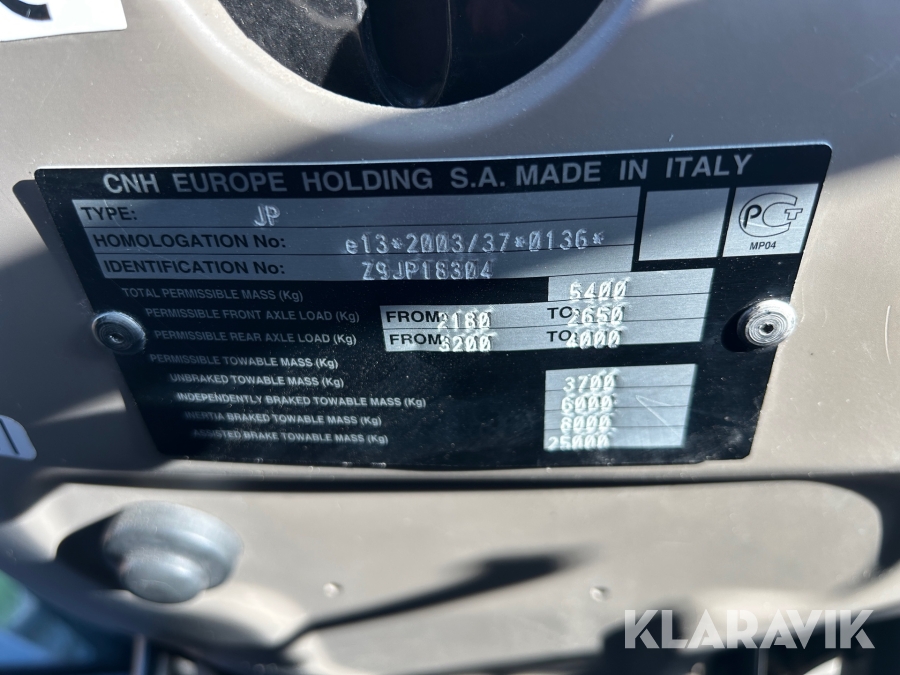 CNH EUROPE HOLDING S.A. MADE IN ITALY
TYPE: JP
HOMOLOGATION No: e13*2003/37*0136*
IDENTIFICATION No: Z9JP18304
MP04
TOTAL PERMISSIBLE MASS (Kg) 5400
PERMISSIBLE FRONT AXLE LOAD (Kg) FROM: 2180 TO: 2650
PERMISSIBLE REAR AXLE LOAD (Kg) FROM: 3200 TO: 4000
PERMISSIBLE TOWABLE MASS:
UNBRAKED TOWABLE MASS (Kg) 3700
INDEPENDENTLY BRAKED TOWABLE MASS (Kg) 6000
INERTIA BRAKED TOWABLE MASS (Kg) 8000
ASSISTED BRAKE TOWABLE MASS (Kg) 25000
KLARAVIK